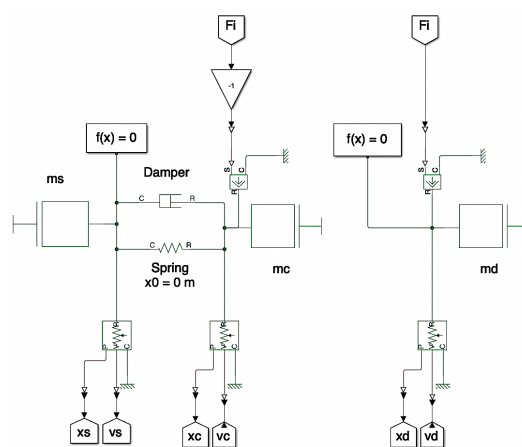 Fi
Fi
-1
f(x) = 0
f(x) = 0
Damper
S
C
S
C
ms
R
R
C
R
C
R
Spring
x0 = 0 m
mc
md
R
R
R
P
V
C
P
V
C
P
V
C
xs
vs
xc
vc
xd
vd